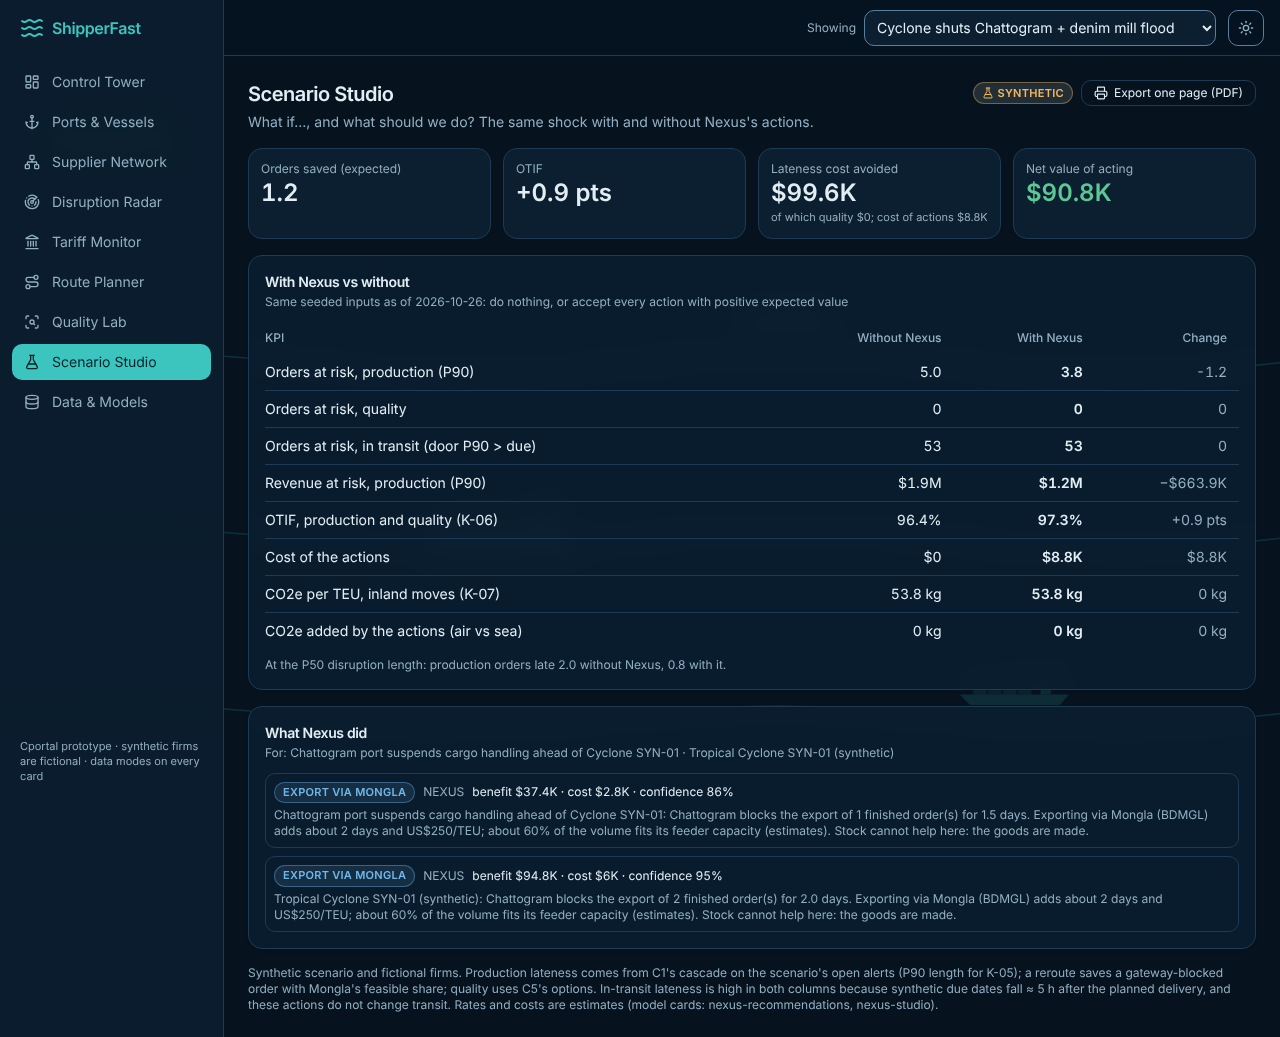 ShipperFast
Showing
Cyclone shuts Chattogram + denim mill flood
Control Tower
Ports & Vessels
Supplier Network
Disruption Radar
Tariff Monitor
Route Planner
Quality Lab
Scenario Studio
Data & Models
Cportal prototype · synthetic firms
are fictional · data modes on every
card
Scenario Studio
SYNTHETIC
Export one page (PDF)
What if…, and what should we do? The same shock with and without Nexus's actions.
Orders saved (expected)
1.2
OTIF
+0.9 pts
Lateness cost avoided
$99.6K
of which quality $0; cost of actions $8.8K
Net value of acting
$90.8K
With Nexus vs without
Same seeded inputs as of 2026-10-26: do nothing, or accept every action with positive expected value
KPI Without Nexus With Nexus Change
Orders at risk, production (P90) 5.0 3.8 -1.2
Orders at risk, quality 0 0 0
Orders at risk, in transit (door P90 > due) 53 53 0
Revenue at risk, production (P90) $1.9M $1.2M −$663.9K
OTIF, production and quality (K-06) 96.4% 97.3% +0.9 pts
Cost of the actions $0 $8.8K $8.8K
CO2e per TEU, inland moves (K-07) 53.8 kg 53.8 kg 0 kg
CO2e added by the actions (air vs sea) 0 kg 0 kg 0 kg
At the P50 disruption length: production orders late 2.0 without Nexus, 0.8 with it.
What Nexus did
For: Chattogram port suspends cargo handling ahead of Cyclone SYN-01 · Tropical Cyclone SYN-01 (synthetic)
EXPORT VIA MONGLA NEXUS benefit $37.4K · cost $2.8K · confidence 86%
Chattogram port suspends cargo handling ahead of Cyclone SYN-01: Chattogram blocks the export of 1 finished order(s) for 1.5 days. Exporting via Mongla (BDMGL)
adds about 2 days and US$250/TEU; about 60% of the volume fits its feeder capacity (estimates). Stock cannot help here: the goods are made.
EXPORT VIA MONGLA NEXUS benefit $94.8K · cost $6K · confidence 95%
Tropical Cyclone SYN-01 (synthetic): Chattogram blocks the export of 2 finished order(s) for 2.0 days. Exporting via Mongla (BDMGL) adds about 2 days and
US$250/TEU; about 60% of the volume fits its feeder capacity (estimates). Stock cannot help here: the goods are made.
Synthetic scenario and fictional firms. Production lateness comes from C1's cascade on the scenario's open alerts (P90 length for K-05); a reroute saves a gateway-blocked
order with Mongla's feasible share; quality uses C5's options. In-transit lateness is high in both columns because synthetic due dates fall ≈ 5 h after the planned delivery, and
these actions do not change transit. Rates and costs are estimates (model cards: nexus-recommendations, nexus-studio).